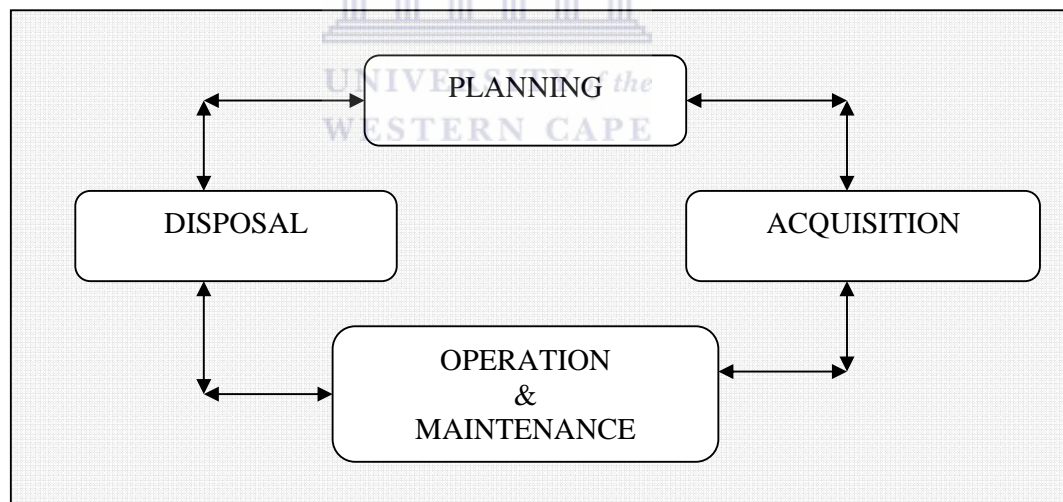 UNIVERSITY of the
WESTERN CAPE
PLANNING
DISPOSAL
ACQUISITION
OPERATION
&
MAINTENANCE